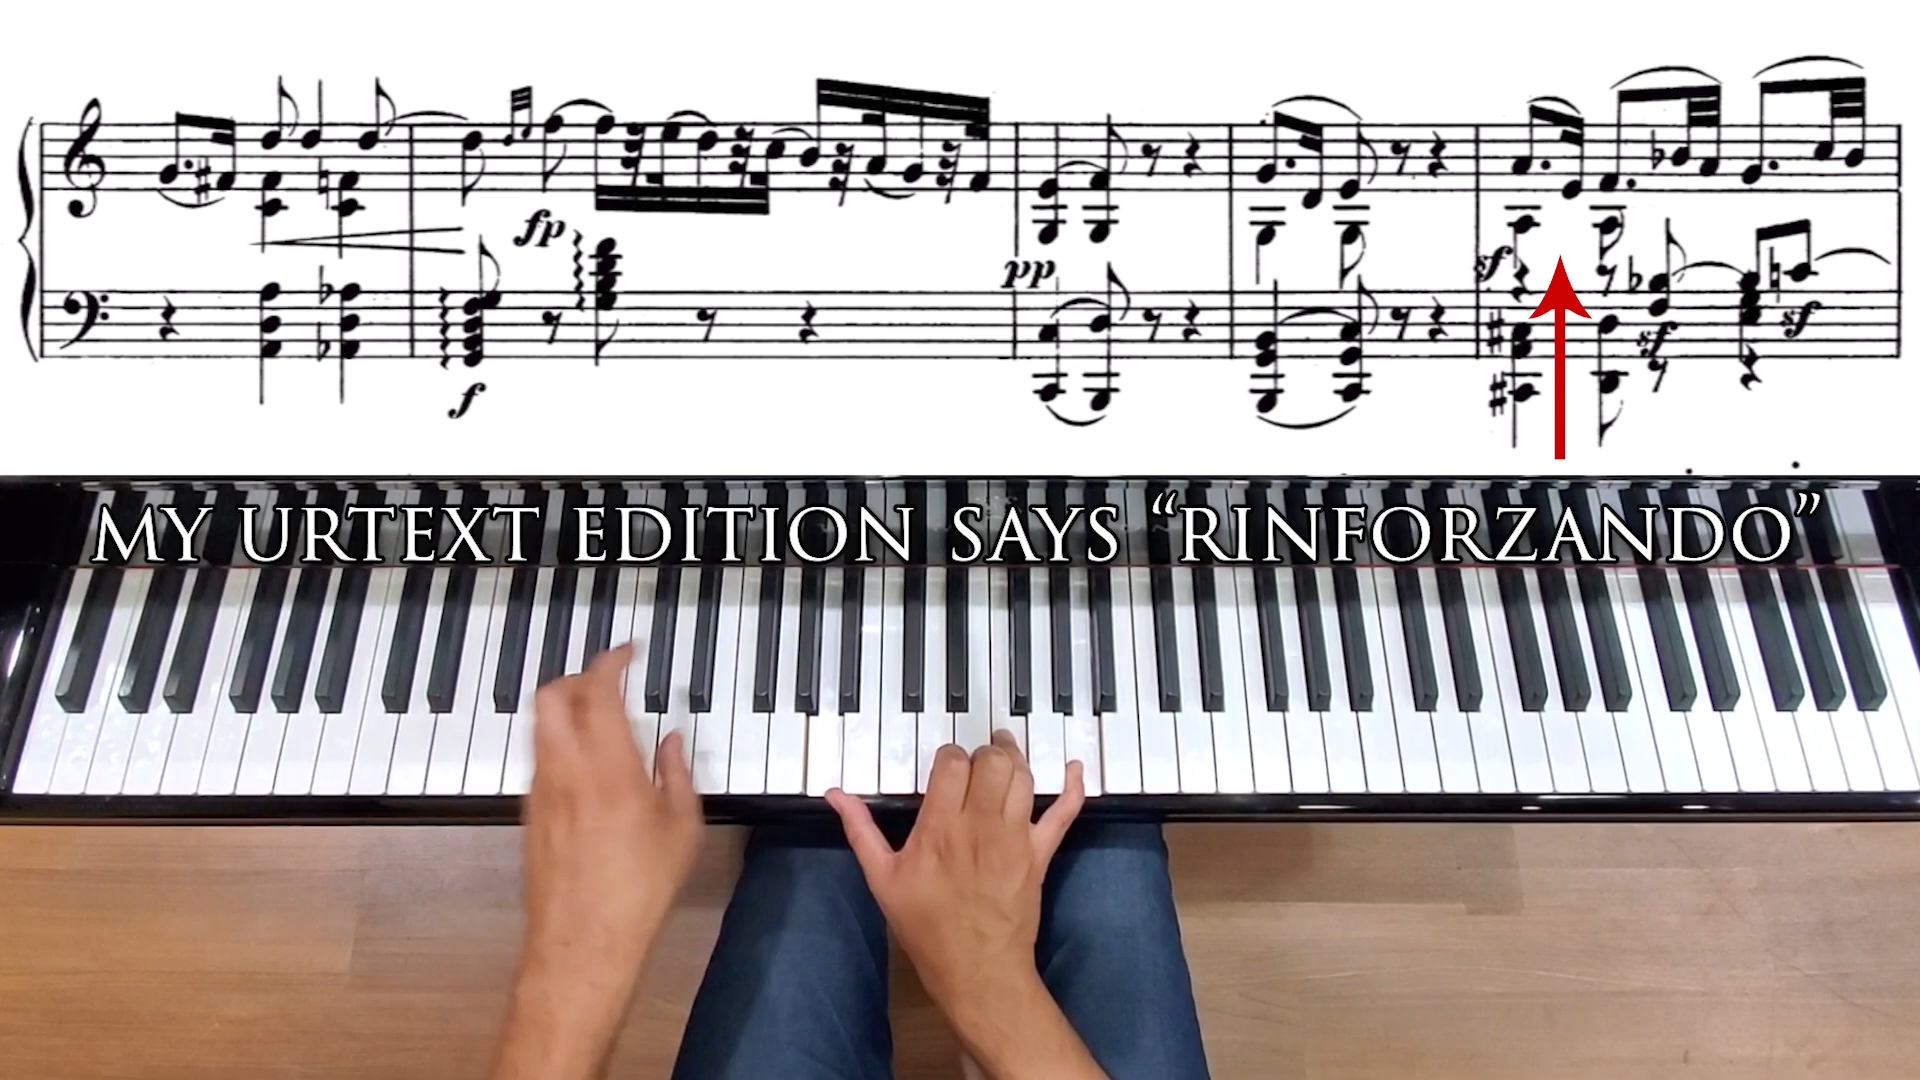 fp
pp
sf
sf
sf
f
MY URTEXT EDITION SAYS “RINFORZANDO”